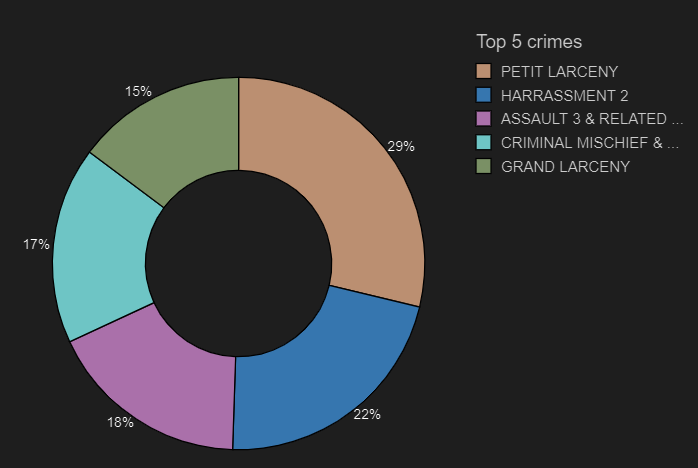 Top 5 crimes
PETIT LARCENY
HARRASSMENT 2
ASSAULT 3 & RELATED ...
CRIMINAL MISCHIEF & ...
GRAND LARCENY
15%
29%
17%
22%
18%